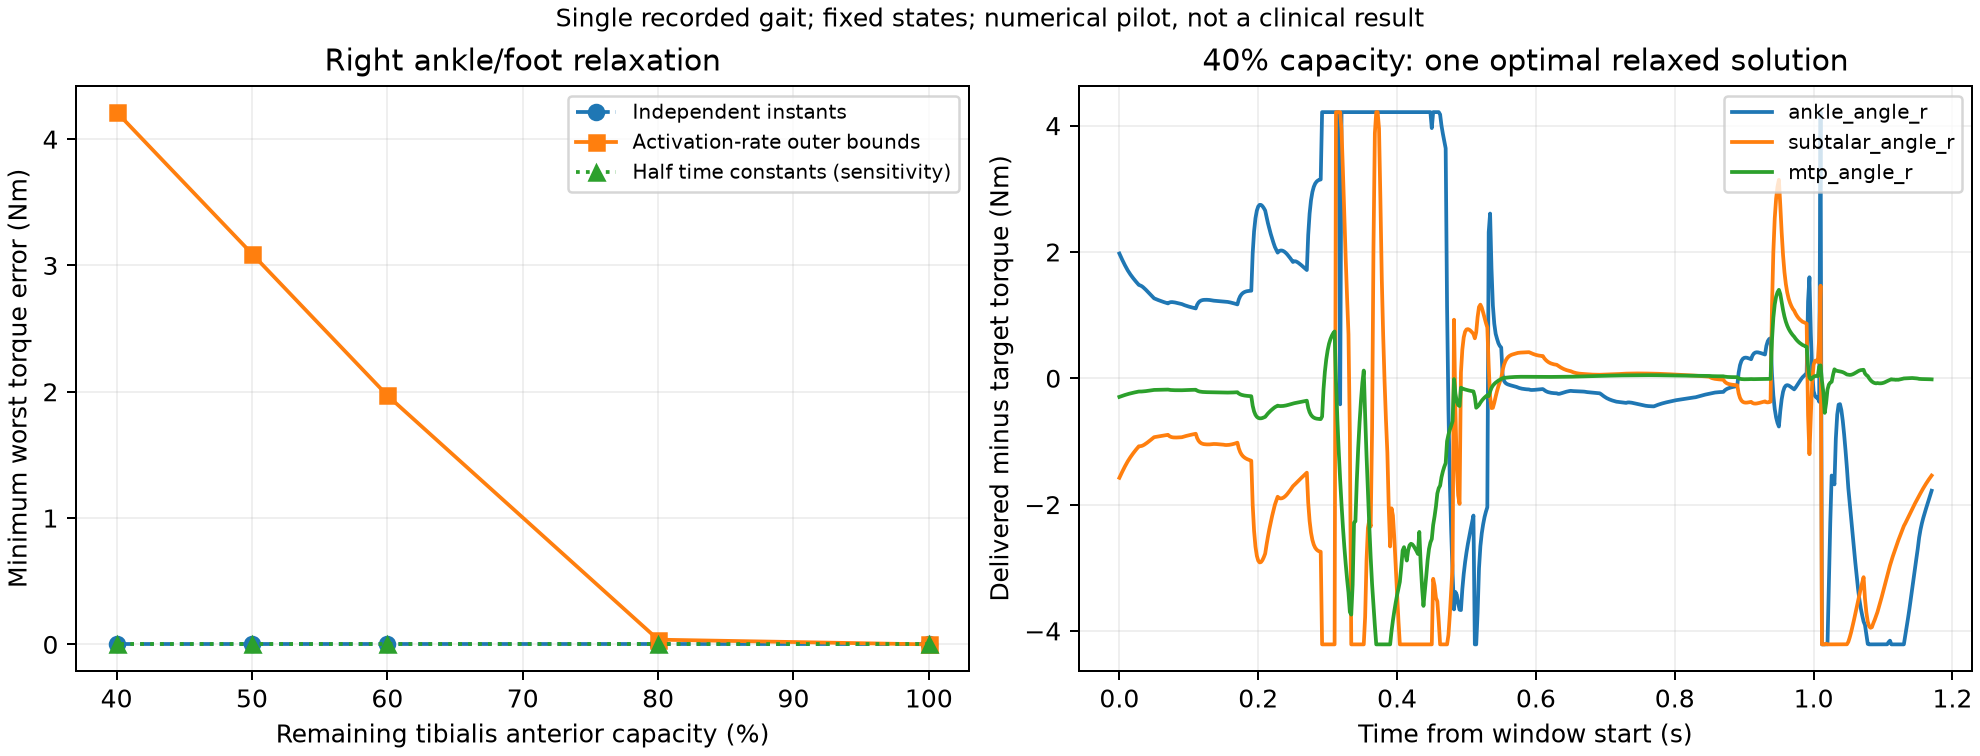 Single recorded gait; fixed states; numerical pilot, not a clinical result
Right ankle/foot relaxation
Minimum worst torque error (Nm)
4
3
2
1
0
Independent instants
Activation-rate outer bounds
Half time constants (sensitivity)
40 50 60 70 80 90 100
Remaining tibialis anterior capacity (%)
40% capacity: one optimal relaxed solution
Delivered minus target torque (Nm)
4
2
0
−2
−4
ankle_angle_r
subtalar_angle_r
mtp_angle_r
0.0 0.2 0.4 0.6 0.8 1.0 1.2
Time from window start (s)